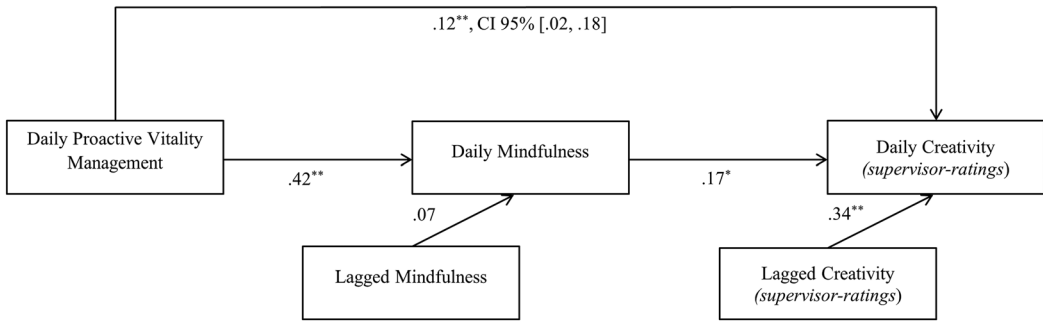 .12**, CI 95% [.02, .18]
Daily Proactive Vitality
Management
.42**
Daily Mindfulness
.17*
Daily Creativity
(supervisor-ratings)
.07
.34**
Lagged Mindfulness
Lagged Creativity
(supervisor-ratings)